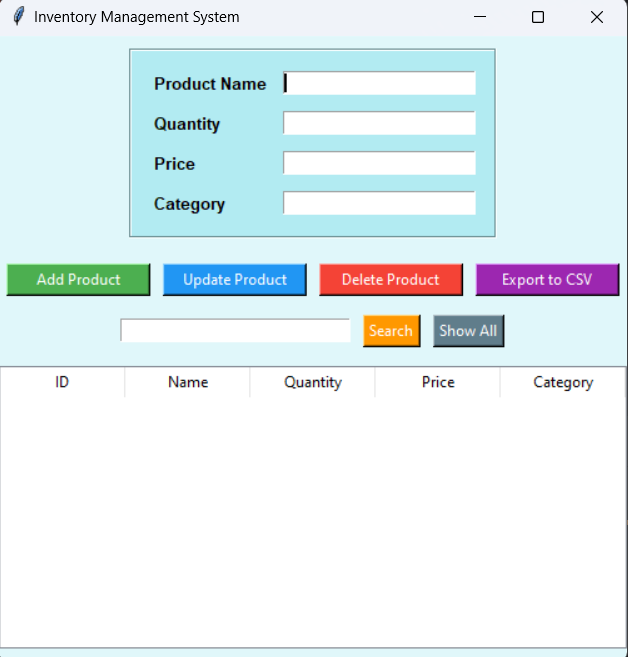 Inventory Management System
Product Name
Quantity
Price
Category
Add Product Update Product Delete Product Export to CSV
Search Show All
ID Name Quantity Price Category